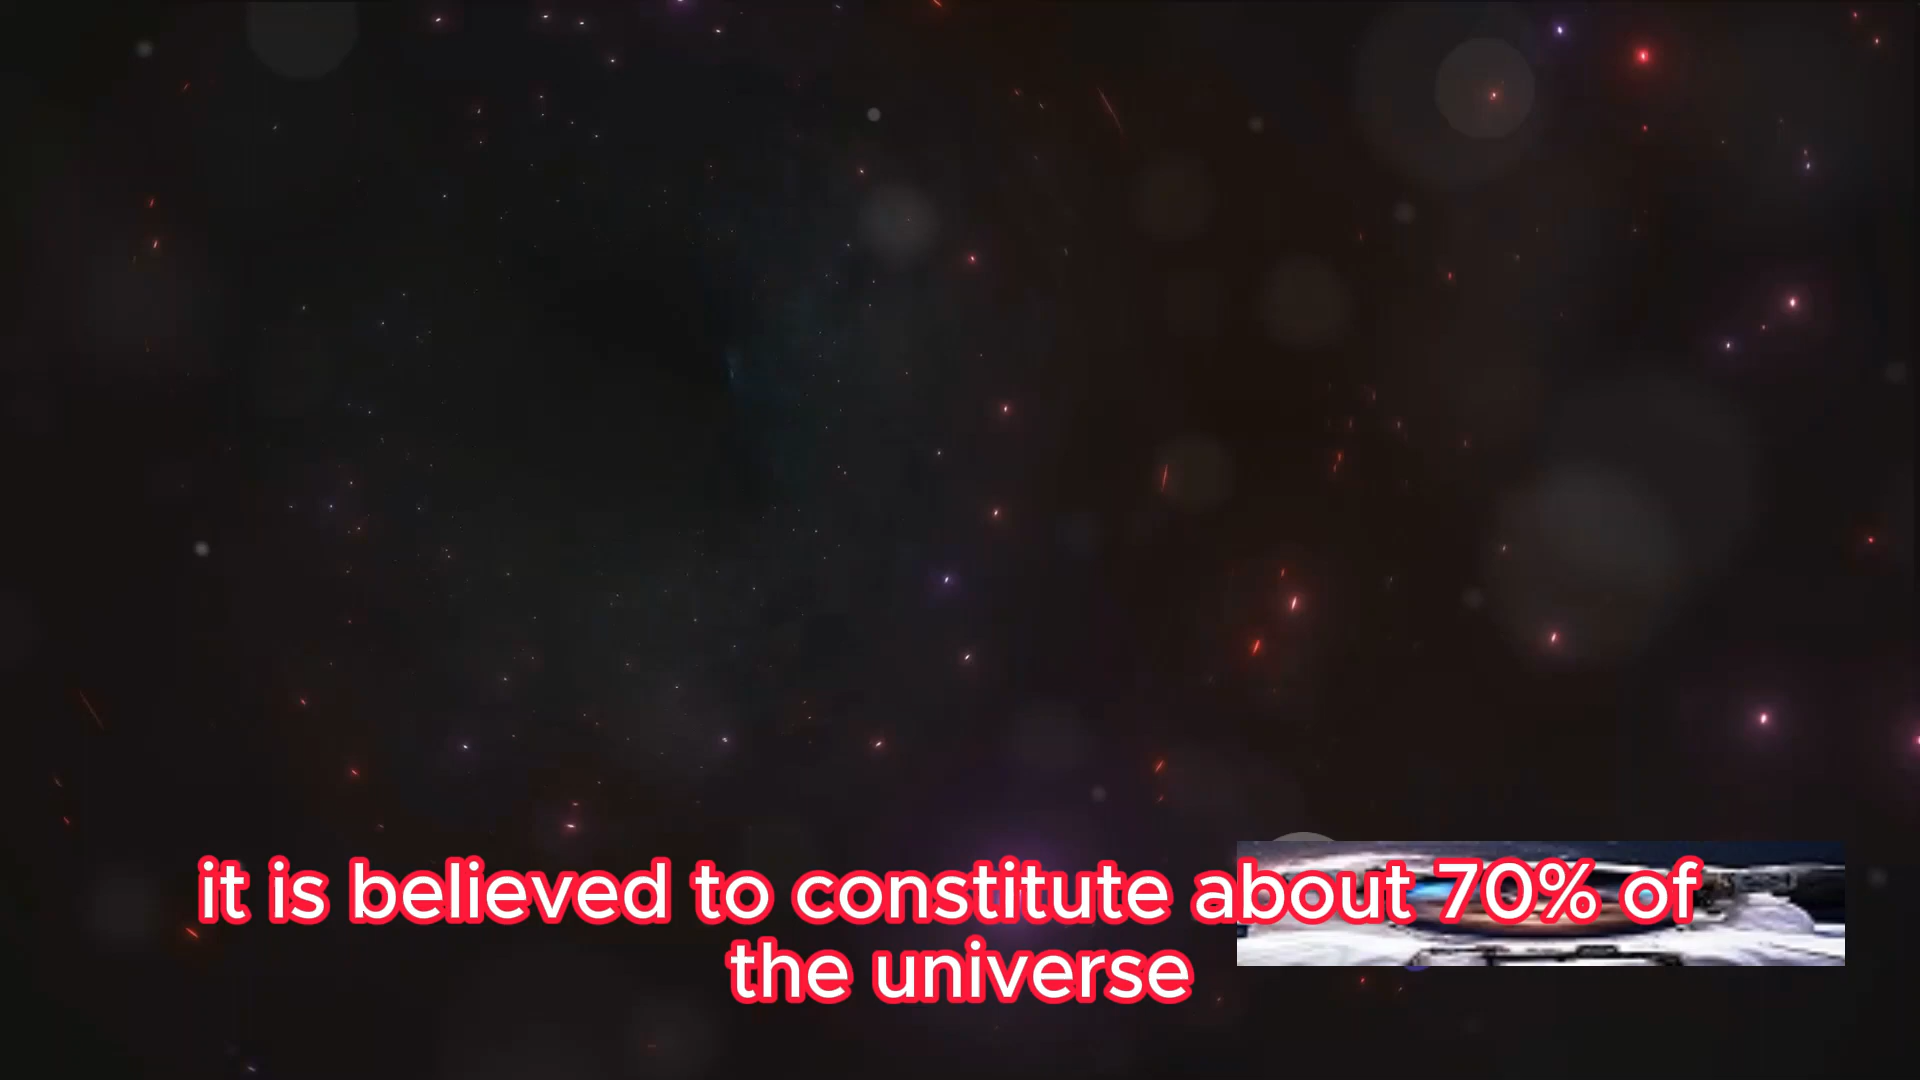 it is believed to constitute about 70% of
the universe